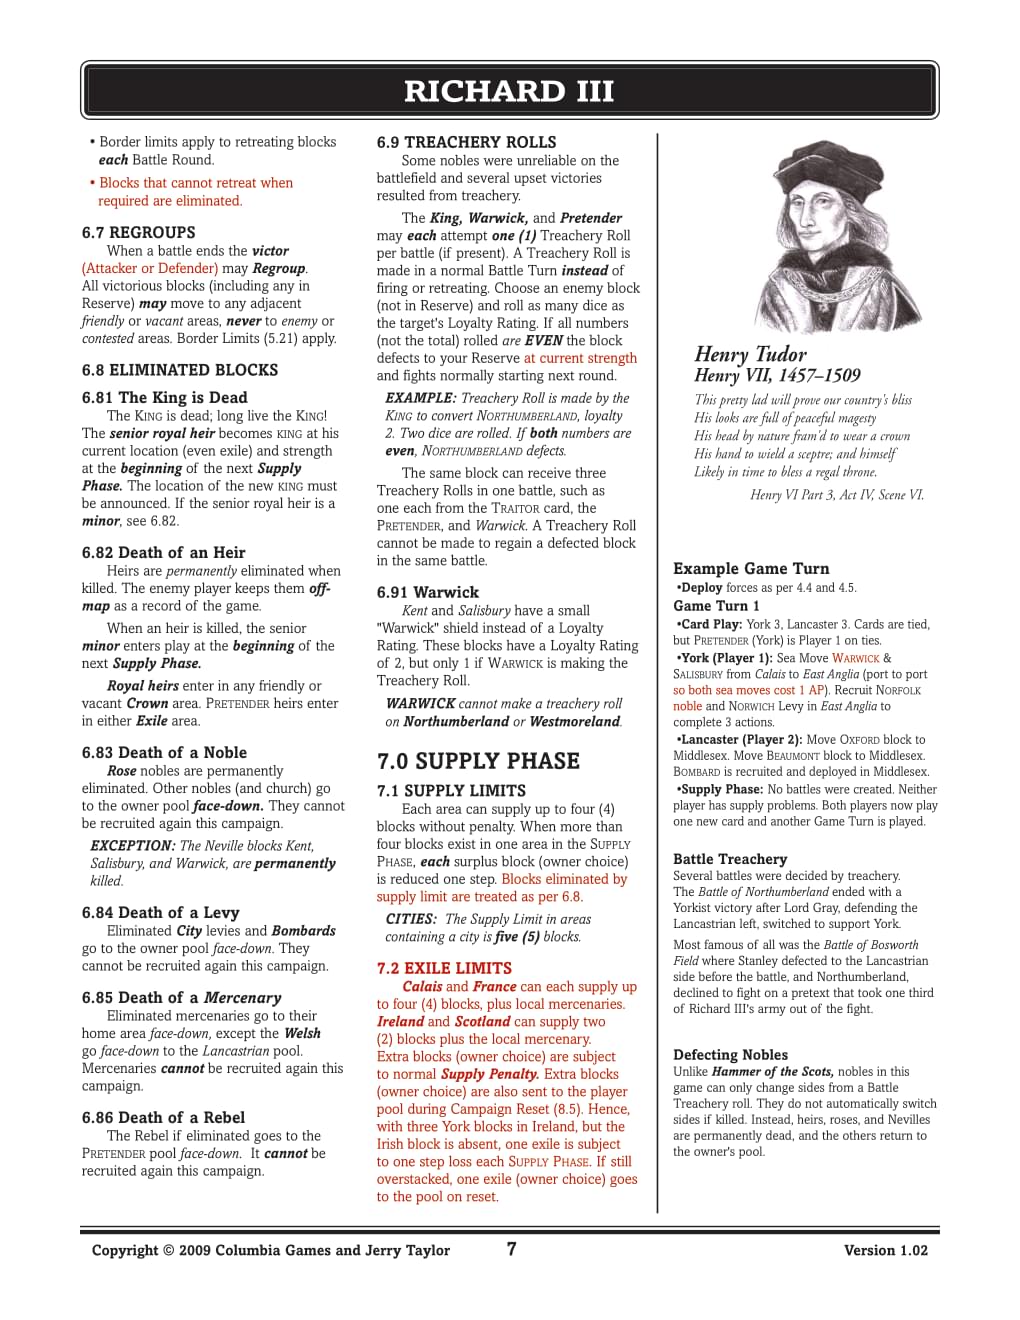 RICHARD III
• Border limits apply to retreating blocks
each Battle Round.
• Blocks that cannot retreat when
required are eliminated.
6.7 REGROUPS
When a battle ends the victor
(Attacker or Defender) may Regroup.
All victorious blocks (including any in
Reserve) may move to any adjacent
friendly or vacant areas, never to enemy or
contested areas. Border Limits (5.21) apply.
6.8 ELIMINATED BLOCKS
6.81 The King is Dead
The KING is dead; long live the KING!
The senior royal heir becomes KING at his
current location (even exile) and strength
at the beginning of the next Supply
Phase. The location of the new KING must
be announced. If the senior royal heir is a
minor, see 6.82.
6.82 Death of an Heir
Heirs are permanently eliminated when
killed. The enemy player keeps them off-
map as a record of the game.
When an heir is killed, the senior
minor enters play at the beginning of the
next Supply Phase.
Royal heirs enter in any friendly or
vacant Crown area. PRETENDER heirs enter
in either Exile area.
6.83 Death of a Noble
Rose nobles are permanently
eliminated. Other nobles (and church) go
to the owner pool face-down. They cannot
be recruited again this campaign.
EXCEPTION: The Neville blocks Kent,
Salisbury, and Warwick, are permanently
killed.
6.84 Death of a Levy
Eliminated City levies and Bombards
go to the owner pool face-down. They
cannot be recruited again this campaign.
6.85 Death of a Mercenary
Eliminated mercenaries go to their
home area face-down, except the Welsh
go face-down to the Lancastrian pool.
Mercenaries cannot be recruited again this
campaign.
6.86 Death of a Rebel
The Rebel if eliminated goes to the
PRETENDER pool face-down. It cannot be
recruited again this campaign.
6.9 TREACHERY ROLLS
Some nobles were unreliable on the
battlefield and several upset victories
resulted from treachery.
The King, Warwick, and Pretender
may each attempt one (1) Treachery Roll
per battle (if present). A Treachery Roll is
made in a normal Battle Turn instead of
firing or retreating. Choose an enemy block
(not in Reserve) and roll as many dice as
the target's Loyalty Rating. If all numbers
(not the total) rolled are EVEN the block
defects to your Reserve at current strength
and fights normally starting next round.
EXAMPLE: Treachery Roll is made by the
KING to convert NORTHUMBERLAND, loyalty
2. Two dice are rolled. If both numbers are
even, NORTHUMBERLAND defects.
The same block can receive three
Treachery Rolls in one battle, such as
one each from the TRAITOR card, the
PRETENDER, and Warwick. A Treachery Roll
cannot be made to regain a defected block
in the same battle.
6.91 Warwick
Kent and Salisbury have a small
"Warwick" shield instead of a Loyalty
Rating. These blocks have a Loyalty Rating
of 2, but only 1 if WARWICK is making the
Treachery Roll.
WARWICK cannot make a treachery roll
on Northumberland or Westmoreland.
7.0 SUPPLY PHASE
7.1 SUPPLY LIMITS
Each area can supply up to four (4)
blocks without penalty. When more than
four blocks exist in one area in the SUPPLY
PHASE, each surplus block (owner choice)
is reduced one step. Blocks eliminated by
supply limit are treated as per 6.8.
CITIES: The Supply Limit in areas
containing a city is five (5) blocks.
7.2 EXILE LIMITS
Calais and France can each supply up
to four (4) blocks, plus local mercenaries.
Ireland and Scotland can supply two
(2) blocks plus the local mercenary.
Extra blocks (owner choice) are subject
to normal Supply Penalty. Extra blocks
(owner choice) are also sent to the player
pool during Campaign Reset (8.5). Hence,
with three York blocks in Ireland, but the
Irish block is absent, one exile is subject
to one step loss each SUPPLY PHASE. If still
overstacked, one exile (owner choice) goes
to the pool on reset.
Henry Tudor
Henry VII, 1457–1509
This pretty lad will prove our country's bliss
His looks are full of peaceful magesty
His head by nature fram'd to wear a crown
His hand to wield a sceptre; and himself
Likely in time to bless a regal throne.
Henry VI Part 3, Act IV, Scene VI.
Example Game Turn
•Deploy forces as per 4.4 and 4.5.
Game Turn 1
•Card Play: York 3, Lancaster 3. Cards are tied,
but PRETENDER (York) is Player 1 on ties.
•York (Player 1): Sea Move WARWICK &
SALISBURY from Calais to East Anglia (port to port
so both sea moves cost 1 AP). Recruit NORFOLK
noble and NORWICH Levy in East Anglia to
complete 3 actions.
•Lancaster (Player 2): Move OXFORD block to
Middlesex. Move BEAUMONT block to Middlesex.
BOMBARD is recruited and deployed in Middlesex.
•Supply Phase: No battles were created. Neither
player has supply problems. Both players now play
one new card and another Game Turn is played.
Battle Treachery
Several battles were decided by treachery.
The Battle of Northumberland ended with a
Yorkist victory after Lord Gray, defending the
Lancastrian left, switched to support York.
Most famous of all was the Battle of Bosworth
Field where Stanley defected to the Lancastrian
side before the battle, and Northumberland,
declined to fight on a pretext that took one third
of Richard III's army out of the fight.
Defecting Nobles
Unlike Hammer of the Scots, nobles in this
game can only change sides from a Battle
Treachery roll. They do not automatically switch
sides if killed. Instead, heirs, roses, and Nevilles
are permanently dead, and the others return to
the owner's pool.
Copyright © 2009 Columbia Games and Jerry Taylor
7
Version 1.02